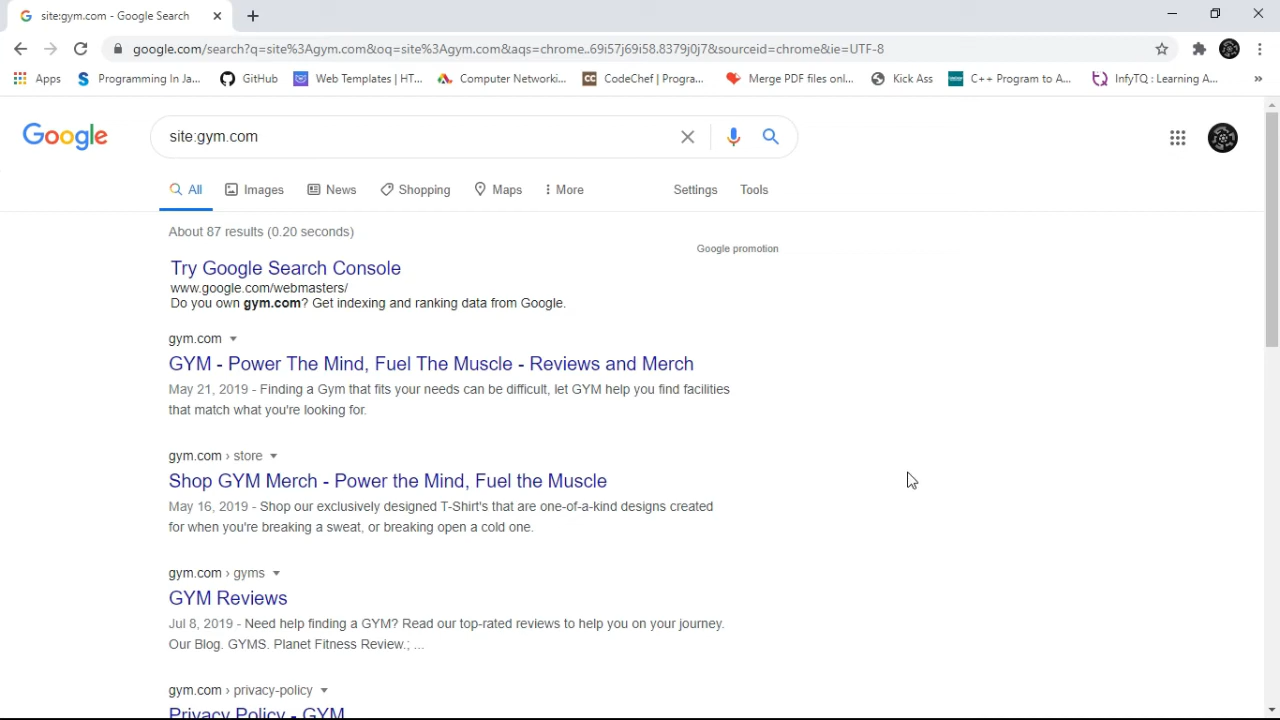 site:gym.com - Google Search
google.com/search?q=site%3Agym.com&oq=site%3Agym.com&aqs=chrome..69i57j69i58.8379j0j7&sourceid=chrome&ie=UTF-8
Apps Programming In Ja... GitHub Web Templates | HT... Computer Networki... CodeChef | Progra... Merge PDF files onl... Kick Ass C++ Program to A... InfyTQ : Learning A... »
Google
site:gym.com
All Images News Shopping Maps More Settings Tools
About 87 results (0.20 seconds)
Google promotion
Try Google Search Console
www.google.com/webmasters/
Do you own gym.com? Get indexing and ranking data from Google.
gym.com
GYM - Power The Mind, Fuel The Muscle - Reviews and Merch
May 21, 2019 - Finding a Gym that fits your needs can be difficult, let GYM help you find facilities
that match what you're looking for.
gym.com › store
Shop GYM Merch - Power the Mind, Fuel the Muscle
May 16, 2019 - Shop our exclusively designed T-Shirt's that are one-of-a-kind designs created
for when you're breaking a sweat, or breaking open a cold one.
gym.com › gyms
GYM Reviews
Jul 8, 2019 - Need help finding a GYM? Read our top-rated reviews to help you on your journey.
Our Blog. GYMS. Planet Fitness Review.; ...
gym.com › privacy-policy
Privacy Policy - GYM